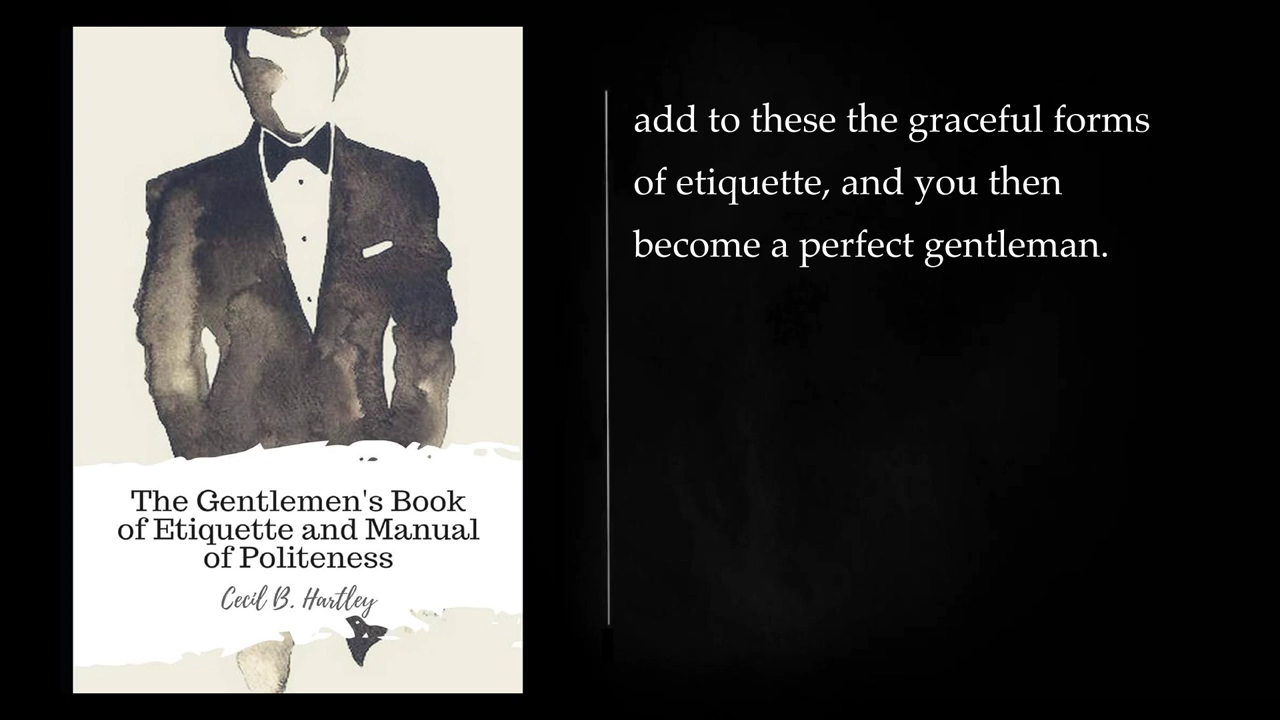 The Gentlemen's Book
of Etiquette and Manual
of Politeness
Cecil B. Hartley
add to these the graceful forms
of etiquette, and you then
become a perfect gentleman.